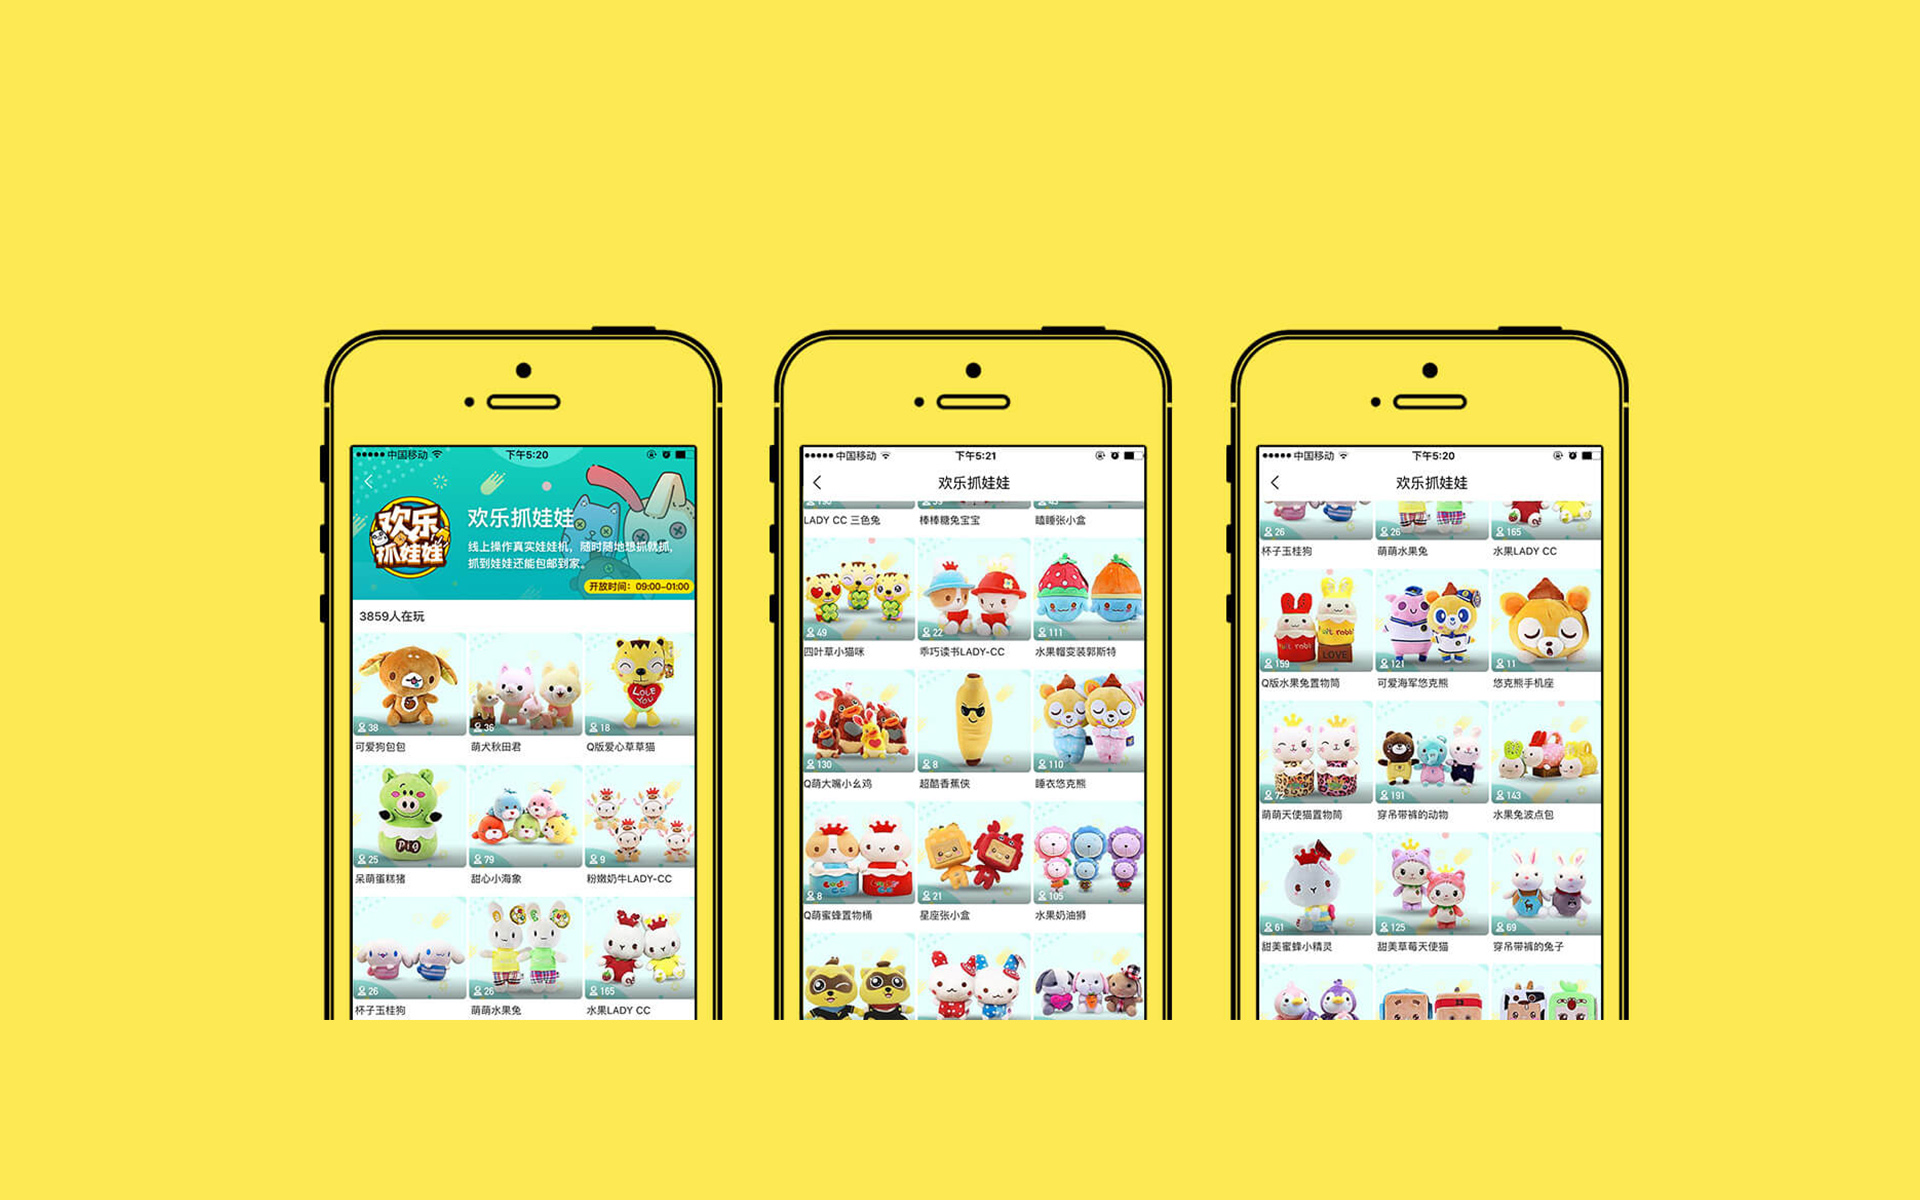 中国移动
下午5:20
欢乐
抓娃娃
欢乐抓娃娃
线上操作真实娃娃机，随时随地想抓就抓，
抓到娃娃还能包邮到家。
开放时间：09:00-01:00
3859人在玩
38
36
18
可爱狗包包
萌犬秋田君
Q版爱心草草猫
LOVE YOU
Pig
25
79
9
呆萌蛋糕猪
甜心小海象
粉嫩奶牛LADY-CC
26
26
165
杯子玉桂狗
萌萌水果兔
水果LADY CC
中国移动
下午5:21
欢乐抓娃娃
LADY CC 三色兔
棒棒糖兔宝宝
瞌睡张小盒
49
22
111
四叶草小猫咪
乖巧读书LADY-CC
水果帽变装郭斯特
130
8
110
Q萌大嘴小幺鸡
超酷香蕉侠
睡衣悠克熊
8
21
105
Q萌蜜蜂置物桶
星座张小盒
水果奶油狮
中国移动
下午5:20
欢乐抓娃娃
26
26
165
杯子玉桂狗
萌萌水果兔
水果LADY CC
LOVE
159
121
11
Q版水果兔置物筒
可爱海军悠克熊
悠克熊手机座
72
191
143
萌萌天使猫置物筒
穿吊带裤的动物
水果兔波点包
61
125
69
甜美蜜蜂小精灵
甜美草莓天使猫
穿吊带裤的兔子